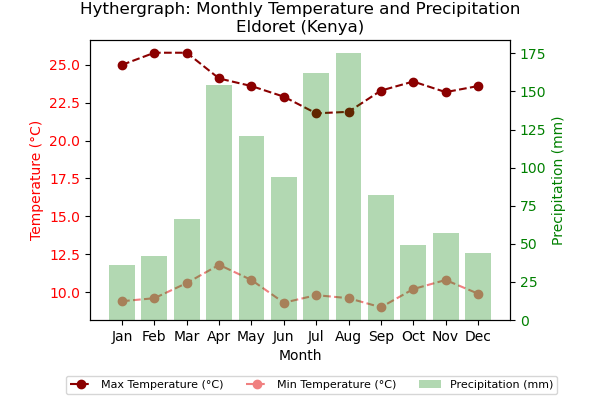 Hythergraph: Monthly Temperature and Precipitation
Eldoret (Kenya)
Temperature (°C)
25.0
22.5
20.0
17.5
15.0
12.5
10.0
175
150
125
100
75
50
25
0
Precipitation (mm)
Jan Feb Mar Apr May Jun Jul Aug Sep Oct Nov Dec
Month
Max Temperature (°C) Min Temperature (°C) Precipitation (mm)